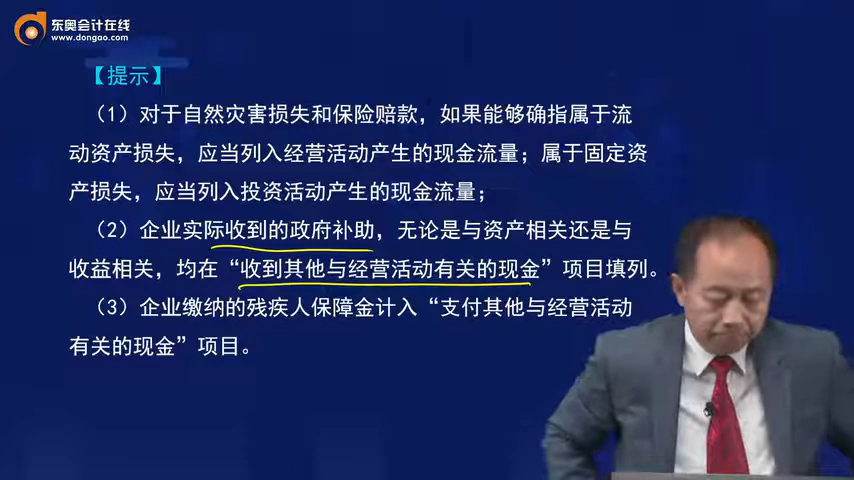 东奥会计在线
www.dongao.com
【提示】
（1）对于自然灾害损失和保险赔款，如果能够确指属于流
动资产损失，应当列入经营活动产生的现金流量；属于固定资
产损失，应当列入投资活动产生的现金流量；
（2）企业实际收到的政府补助，无论是与资产相关还是与
收益相关，均在“收到其他与经营活动有关的现金”项目填列。
（3）企业缴纳的残疾人保障金计入“支付其他与经营活动
有关的现金”项目。